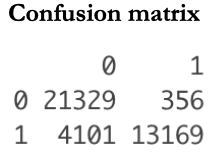 Confusion matrix
0 1
0 21329 356
1 4101 13169